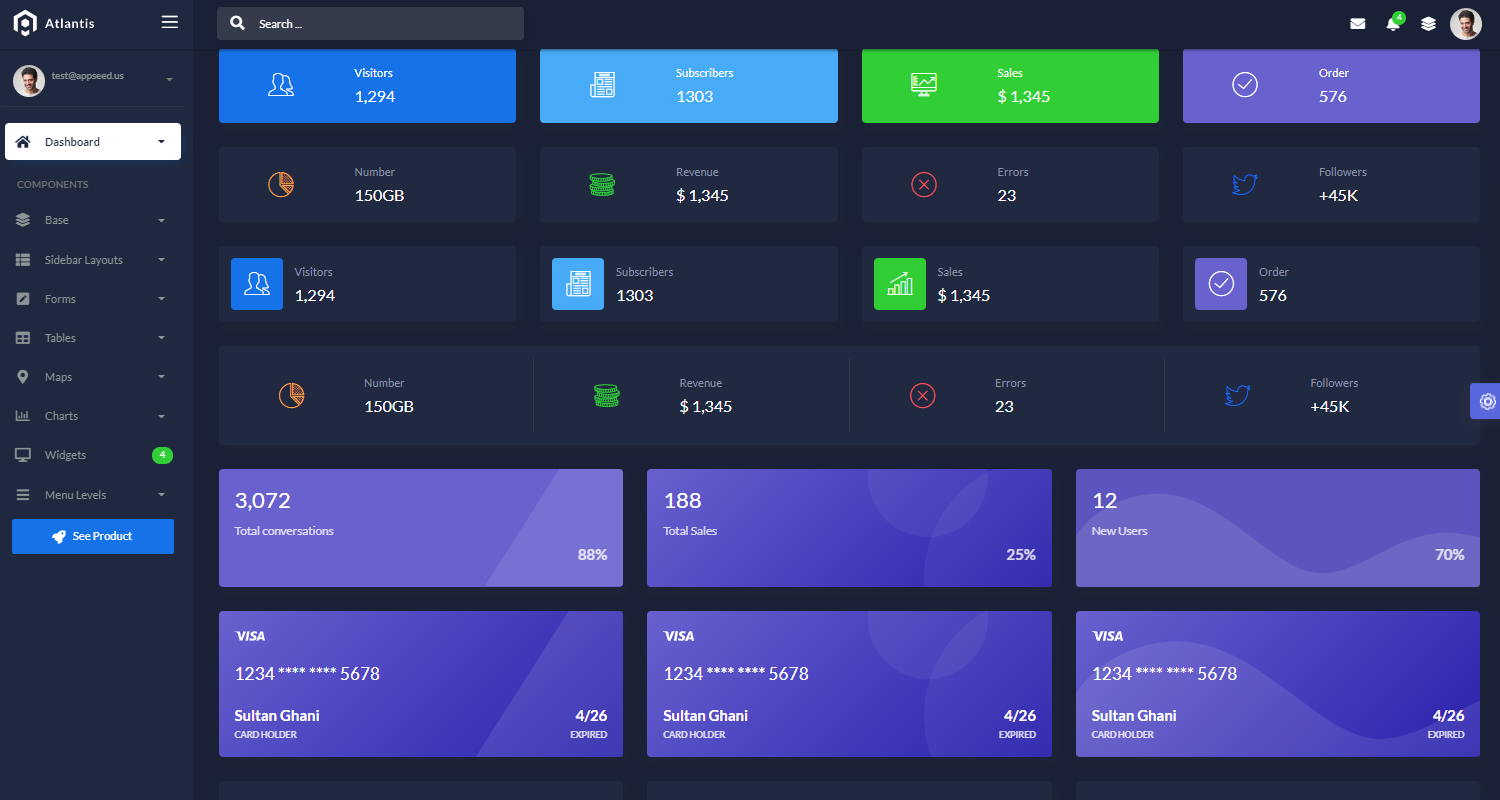 Atlantis
Search ...
4
test@appseed.us
Dashboard
COMPONENTS
Base
Sidebar Layouts
Forms
Tables
Maps
Charts
Widgets
4
Menu Levels
See Product
Visitors
1,294
Subscribers
1303
Sales
$ 1,345
Order
576
Number
150GB
Revenue
$ 1,345
Errors
23
Followers
+45K
Visitors
1,294
Subscribers
1303
Sales
$ 1,345
Order
576
Number
150GB
Revenue
$ 1,345
Errors
23
Followers
+45K
3,072
Total conversations
88%
188
Total Sales
25%
12
New Users
70%
VISA
1234 **** **** 5678
Sultan Ghani
4/26
CARD HOLDER
EXPIRED
VISA
1234 **** **** 5678
Sultan Ghani
4/26
CARD HOLDER
EXPIRED
VISA
1234 **** **** 5678
Sultan Ghani
4/26
CARD HOLDER
EXPIRED